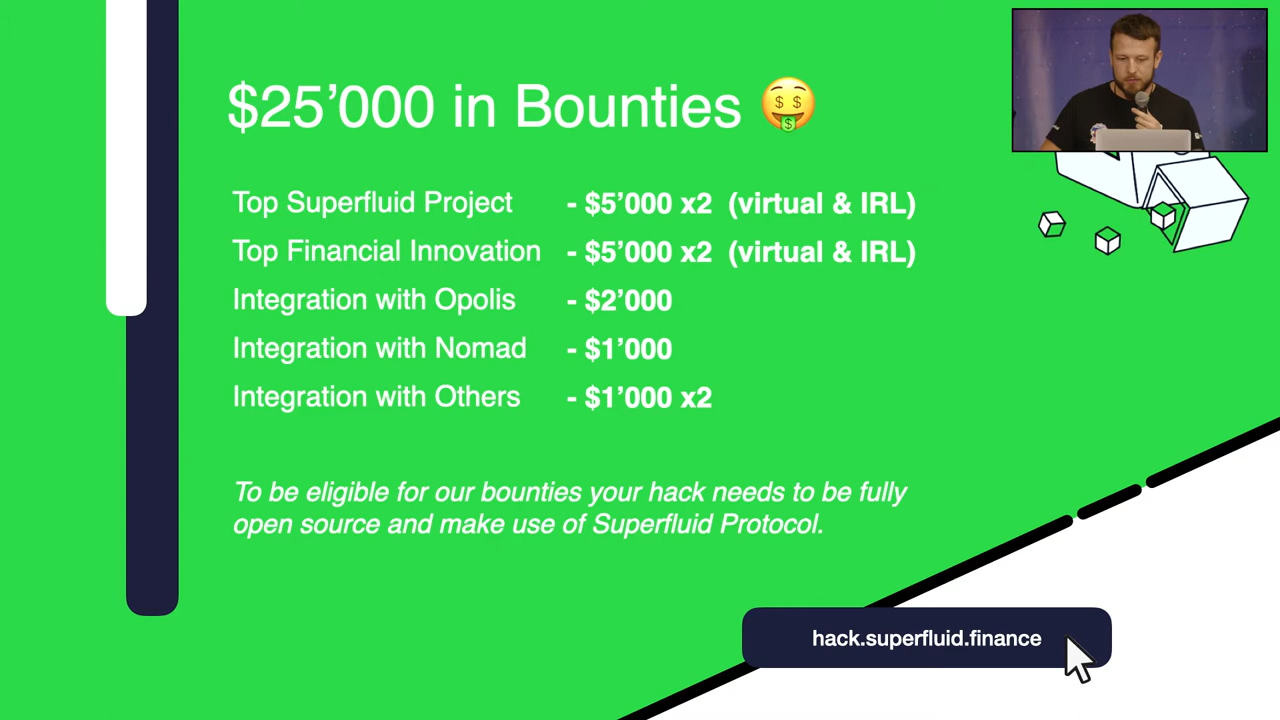 $25’000 in Bounties 🤑
Top Superfluid Project - $5’000 x2 (virtual & IRL)
Top Financial Innovation - $5’000 x2 (virtual & IRL)
Integration with Opolis - $2’000
Integration with Nomad - $1’000
Integration with Others - $1’000 x2
To be eligible for our bounties your hack needs to be fully
open source and make use of Superfluid Protocol.
hack.superfluid.finance